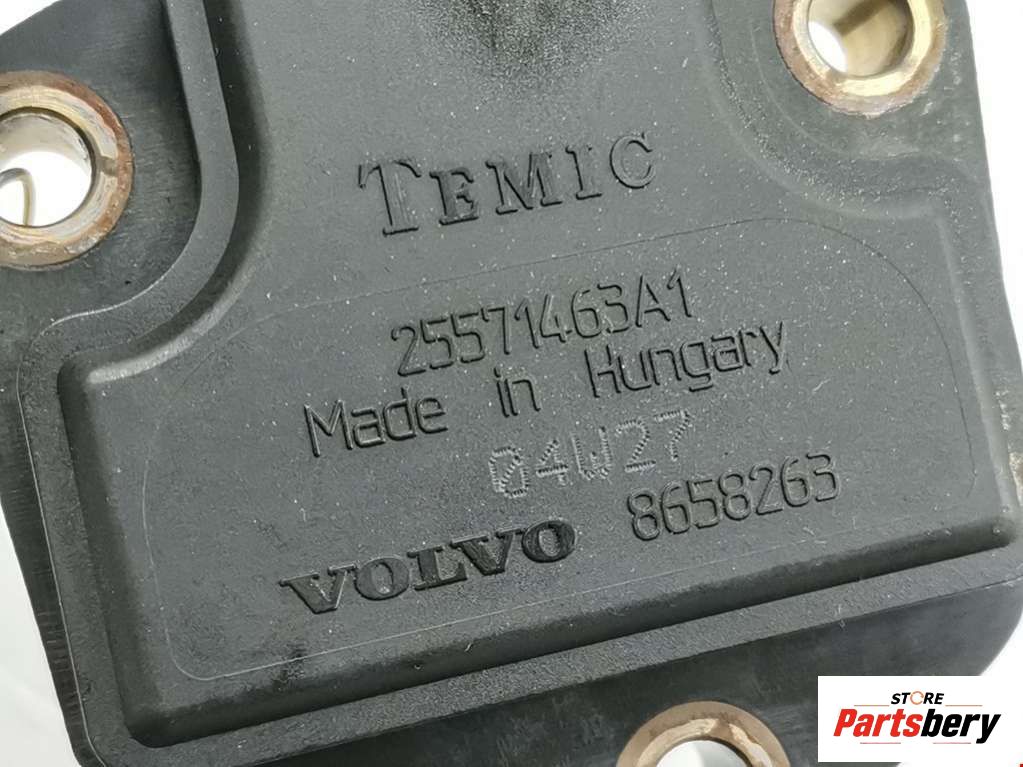 TEMIC
25571463A1
Made in Hungary
04W27
VOLVO 8658263
STORE
Partsbery